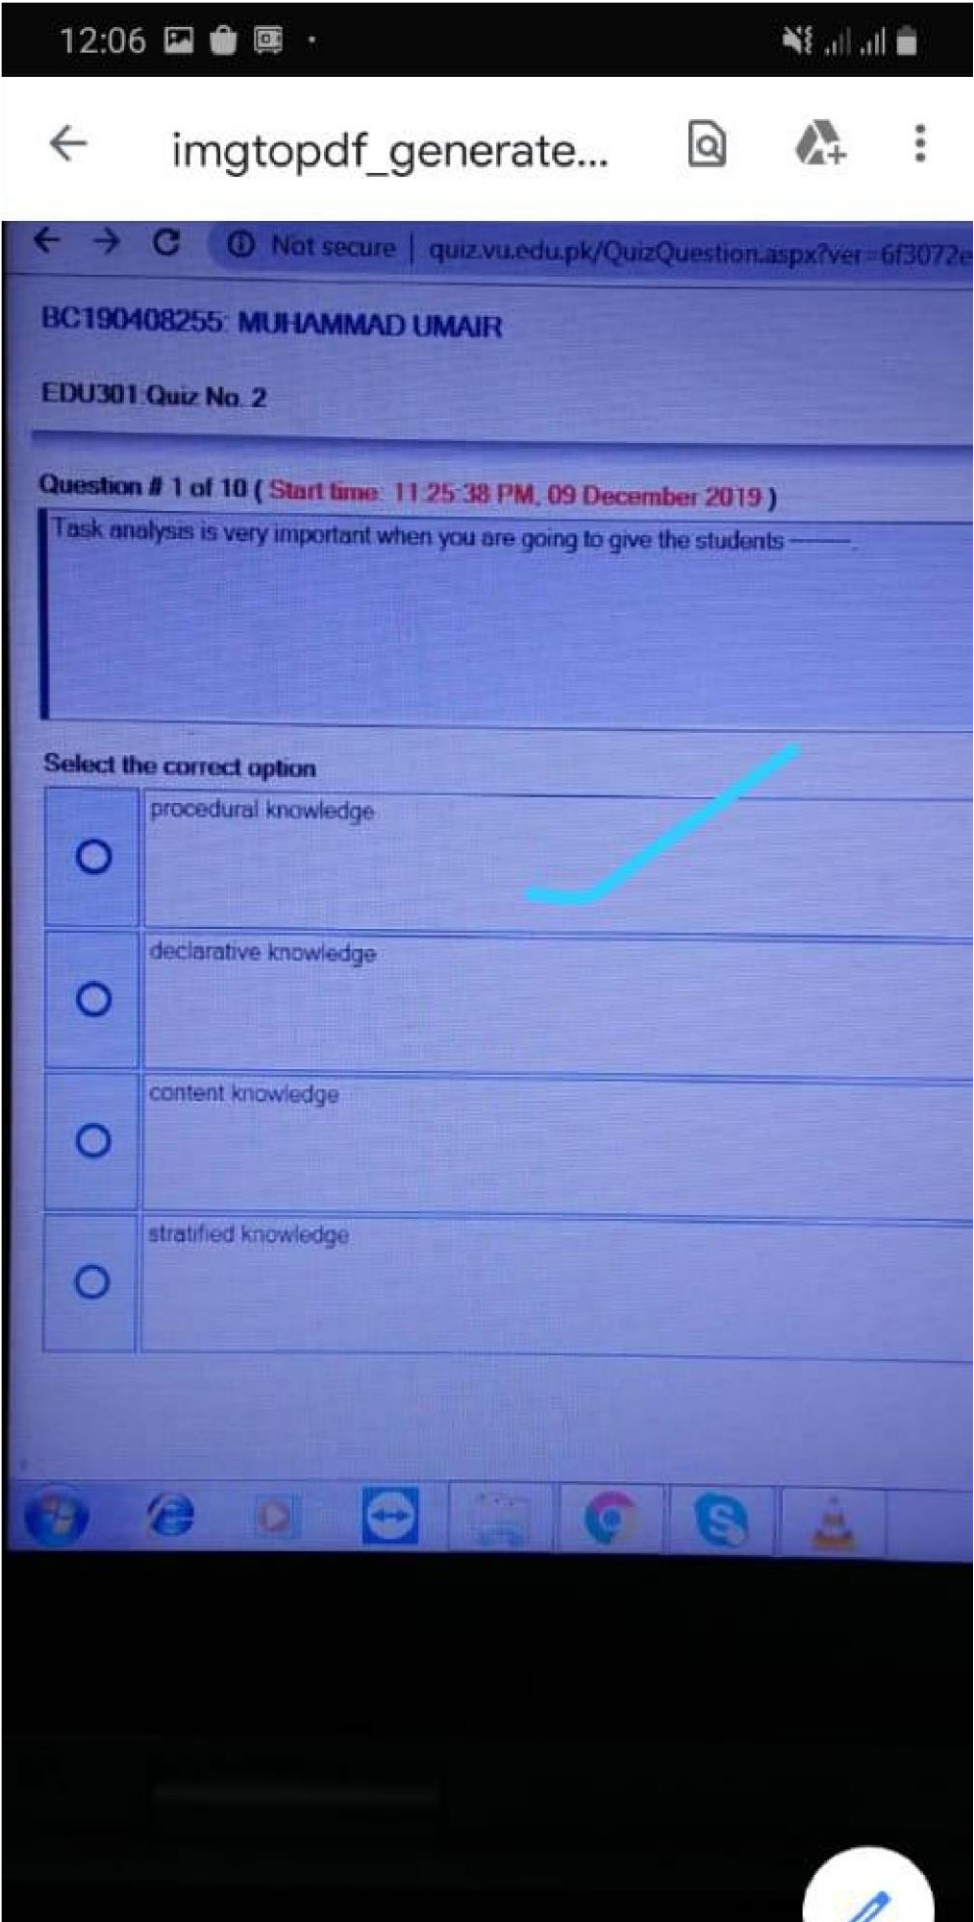 12:06
imgtopdf_generate...
Not secure | quiz.vu.edu.pk/QuizQuestion.aspx?ver=6f3072e
BC190408255: MUHAMMAD UMAIR
EDU301:Quiz No. 2
Question # 1 of 10 ( Start time: 11:25:38 PM, 09 December 2019 )
Task analysis is very important when you are going to give the students -------.
Select the correct option
procedural knowledge
declarative knowledge
content knowledge
stratified knowledge